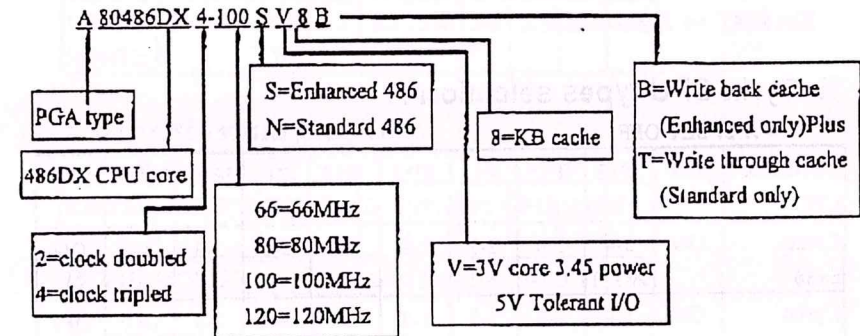 A 80486DX 4-100 S V 8 B
PGA type
486DX CPU core
2=clock doubled
4=clock tripled
S=Enhanced 486
N=Standard 486
66=66MHz
80=80MHz
100=100MHz
120=120MHz
8=KB cache
V=3V core 3.45 power
5V Tolerant I/O
B=Write back cache
(Enhanced only)Plus
T=Write through cache
(Standard only)